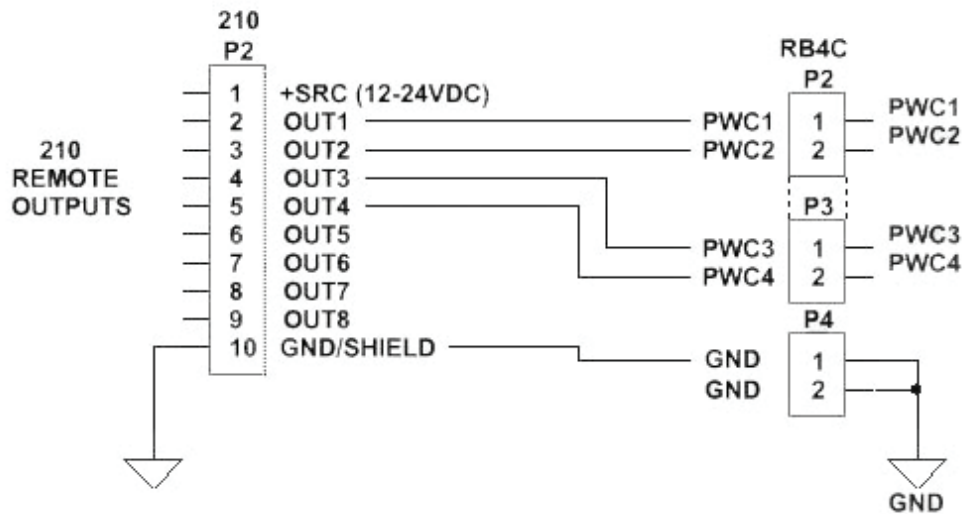 210
P2
1 +SRC (12-24VDC)
2 OUT1
3 OUT2
4 OUT3
5 OUT4
6 OUT5
7 OUT6
8 OUT7
9 OUT8
10 GND/SHIELD
210
REMOTE
OUTPUTS
RB4C
P2
PWC1 1 PWC1
PWC2 2 PWC2
P3
PWC3 1 PWC3
PWC4 2 PWC4
P4
GND 1
GND 2
GND